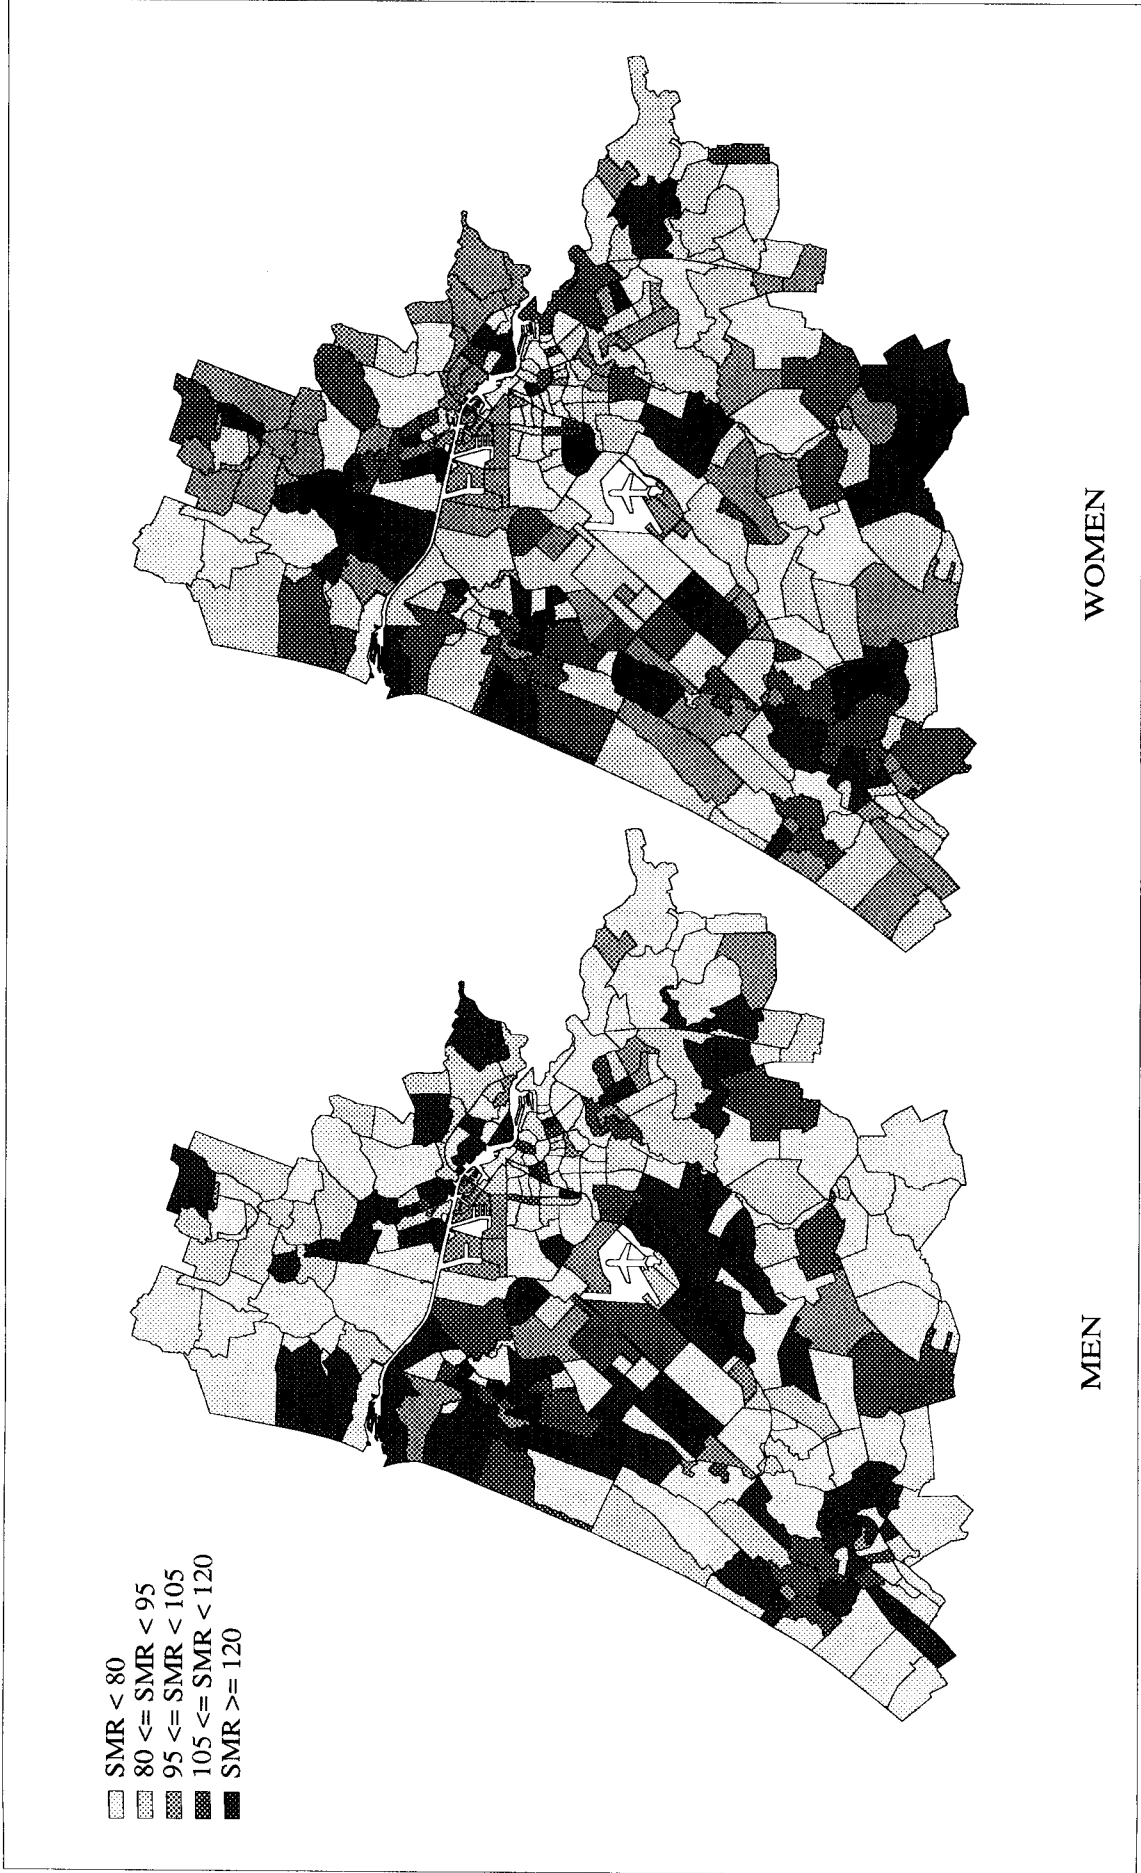 SMR < 80
80 <= SMR < 95
95 <= SMR < 105
105 <= SMR < 120
SMR >= 120
MEN
WOMEN